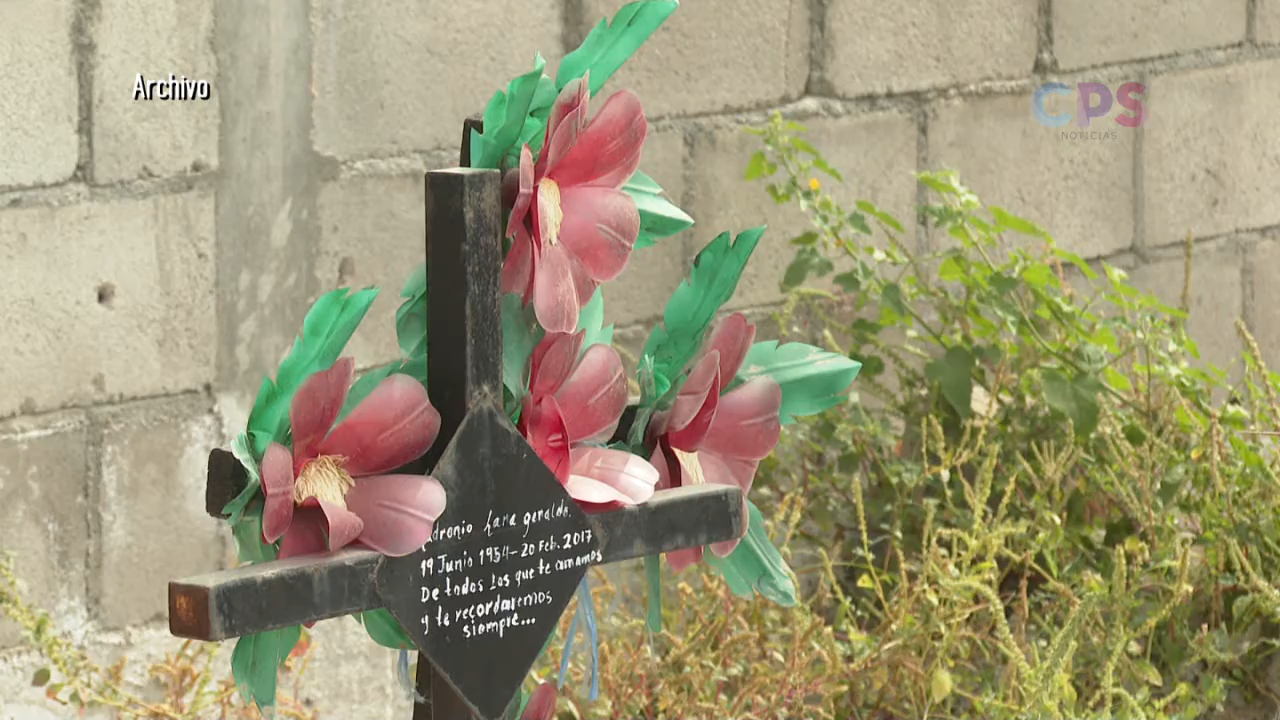 Archivo
CPS
NOTICIAS
Lara geraldo.
19 Junio 1954-20 Feb. 2017
De todos los que te amamos
y te recordaremos
siempre...